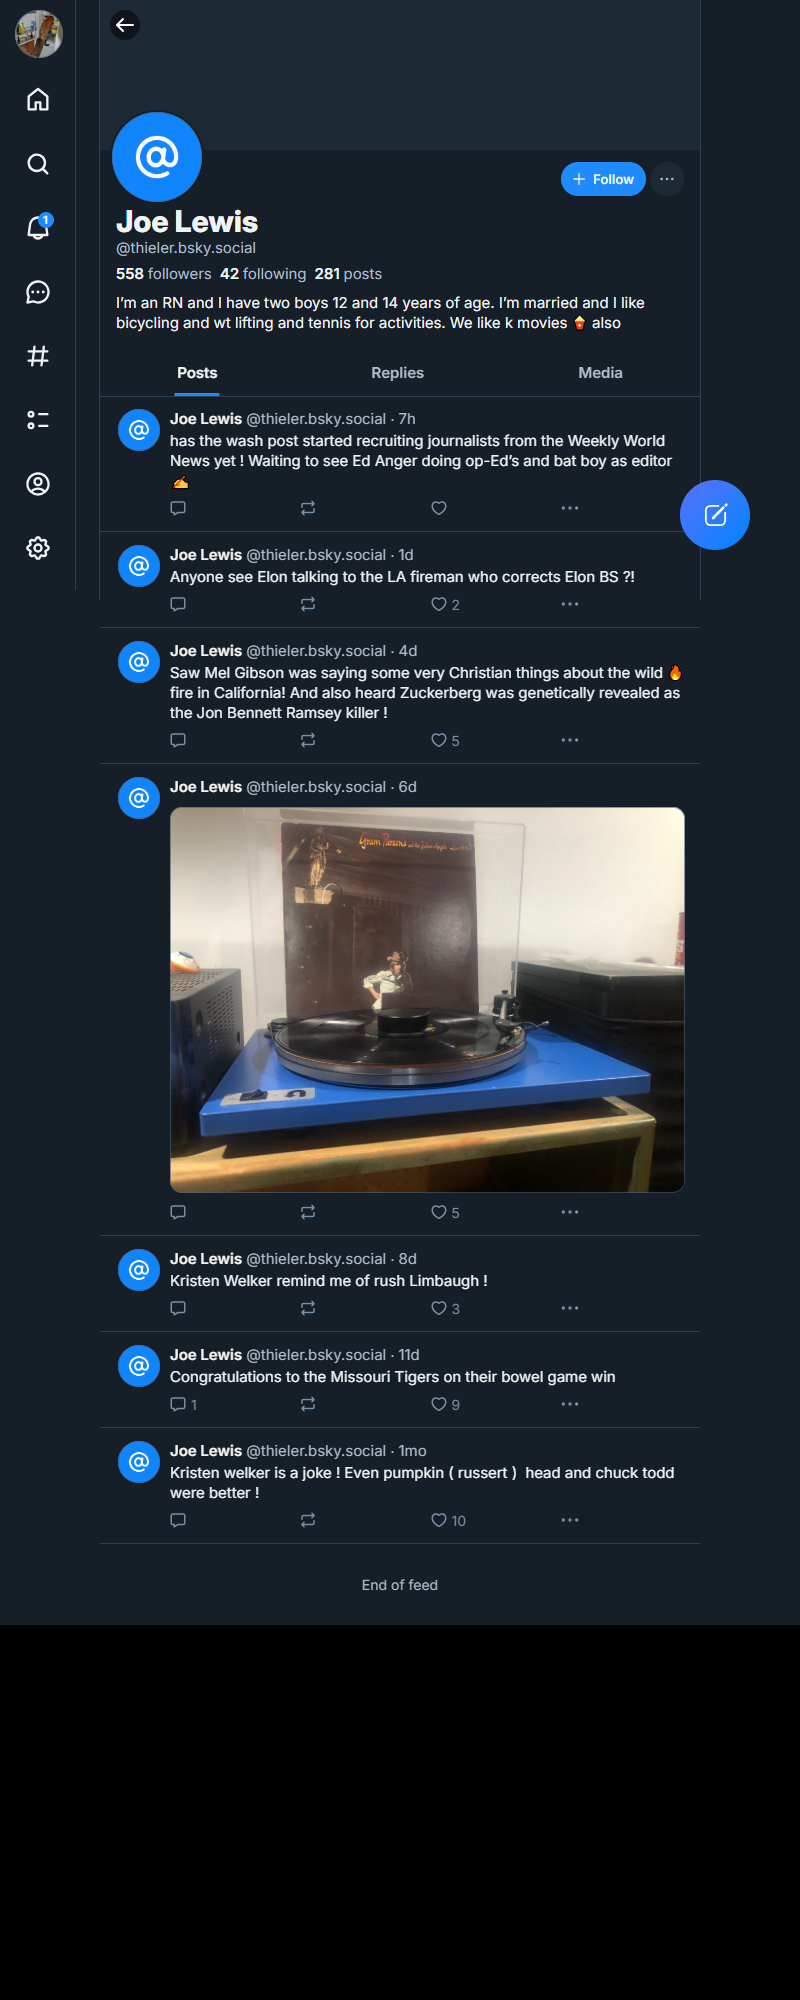 1
+ Follow
Joe Lewis
@thieler.bsky.social
558 followers 42 following 281 posts
I'm an RN and I have two boys 12 and 14 years of age. I'm married and I like
bicycling and wt lifting and tennis for activities. We like k movies 🍿 also
Posts Replies Media
Joe Lewis @thieler.bsky.social · 7h
has the wash post started recruiting journalists from the Weekly World
News yet ! Waiting to see Ed Anger doing op-Ed's and bat boy as editor
✍️
Joe Lewis @thieler.bsky.social · 1d
Anyone see Elon talking to the LA fireman who corrects Elon BS ?!
2
Joe Lewis @thieler.bsky.social · 4d
Saw Mel Gibson was saying some very Christian things about the wild 🔥
fire in California! And also heard Zuckerberg was genetically revealed as
the Jon Bennett Ramsey killer !
5
Joe Lewis @thieler.bsky.social · 6d
Gram Parsons
5
Joe Lewis @thieler.bsky.social · 8d
Kristen Welker remind me of rush Limbaugh !
3
Joe Lewis @thieler.bsky.social · 11d
Congratulations to the Missouri Tigers on their bowel game win
1 9
Joe Lewis @thieler.bsky.social · 1mo
Kristen welker is a joke ! Even pumpkin ( russert )  head and chuck todd
were better !
10
End of feed